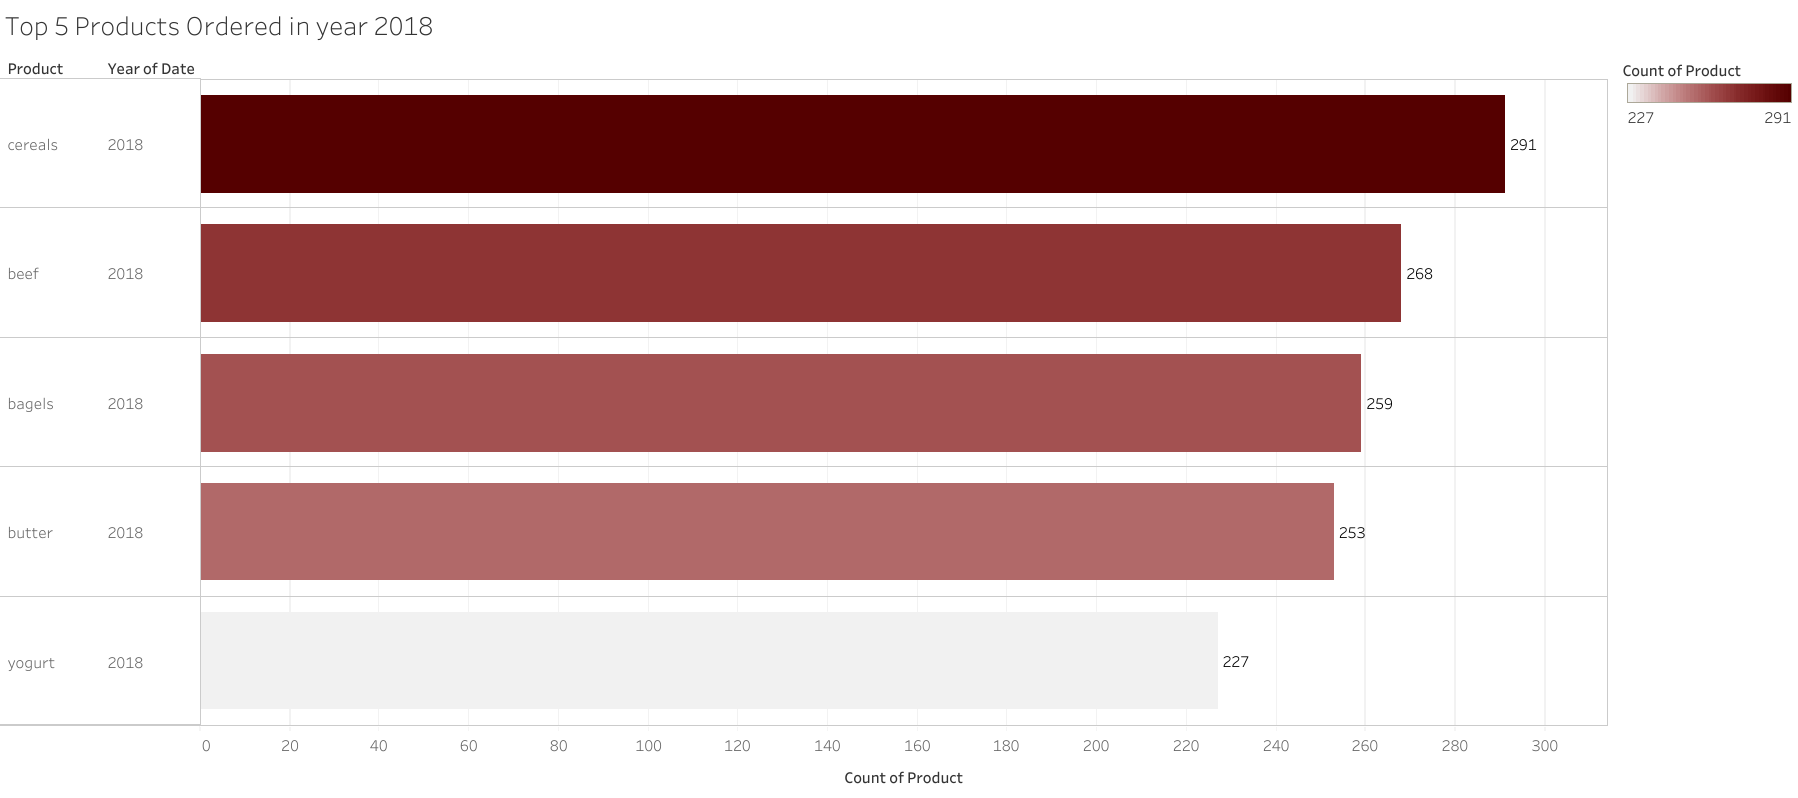 Top 5 Products Ordered in year 2018
Product Year of Date
Count of Product
227 291
cereals 2018 291
beef 2018 268
bagels 2018 259
butter 2018 253
yogurt 2018 227
0 20 40 60 80 100 120 140 160 180 200 220 240 260 280 300
Count of Product